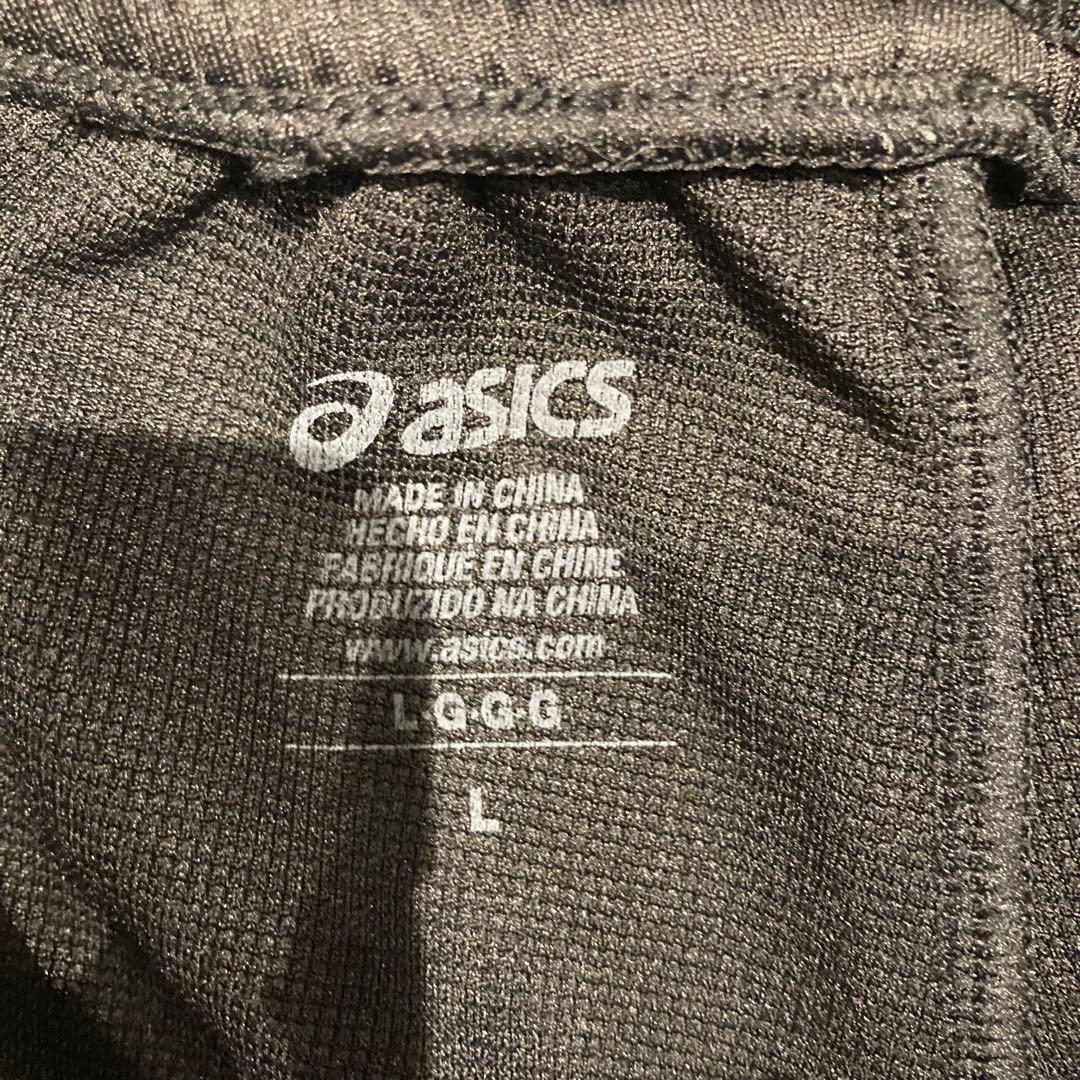 asics
MADE IN CHINA
HECHO EN CHINA
FABRIQUE EN CHINE
PRODUZIDO NA CHINA
www.asics.com
L·G·G·G
L